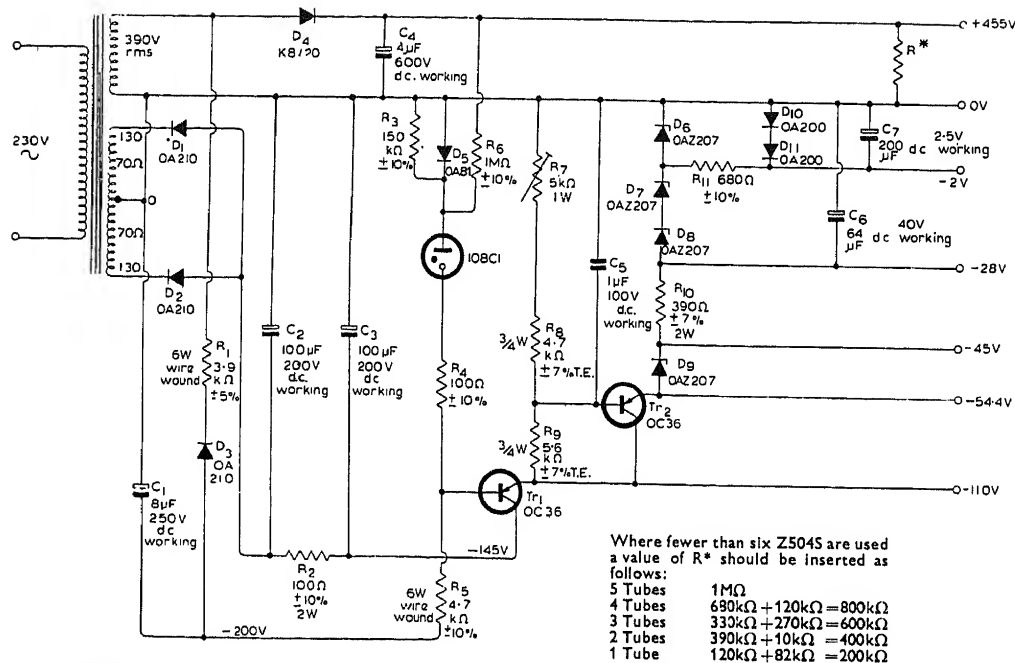 390V
rms
D4
K8/20
C4
4µF
600V
d.c. working
R*
+455V
0V
230V
~
130
70Ω
0
70Ω
130
D1
OA210
D2
OA210
R3
150
kΩ
±10%
D5
OA81
R6
1MΩ
±10%
R7
5kΩ
1W
D6
OAZ207
D10
OA200
D11
OA200
C7
200
µF
2·5V
dc working
-2V
R11 680Ω
±10%
D7
OAZ207
D8
OAZ207
C6
64
µF
40V
dc working
-28V
108C1
C5
1µF
100V
d.c.
working
R10
390Ω
±7%
2W
-45V
D9
OAZ207
-54·4V
6W
wire
wound
R1
3·9
kΩ
±5%
C2
100µF
200V
d.c.
working
C3
100µF
200V
dc
working
R4
100Ω
±10%
¾W
R8
4·7
kΩ
±7%T.E.
Tr2
OC36
¾W
R9
5·6
kΩ
±7%T.E.
D3
OA
210
C1
8µF
250V
dc
working
Tr1
OC36
-110V
-145V
R2
100Ω
±10%
2W
6W
wire
wound
R5
4·7
kΩ
±10%
-200V
Where fewer than six Z504S are used
a value of R* should be inserted as
follows:
5 Tubes 1MΩ
4 Tubes 680kΩ+120kΩ=800kΩ
3 Tubes 330kΩ+270kΩ=600kΩ
2 Tubes 390kΩ+10kΩ=400kΩ
1 Tube 120kΩ+82kΩ=200kΩ